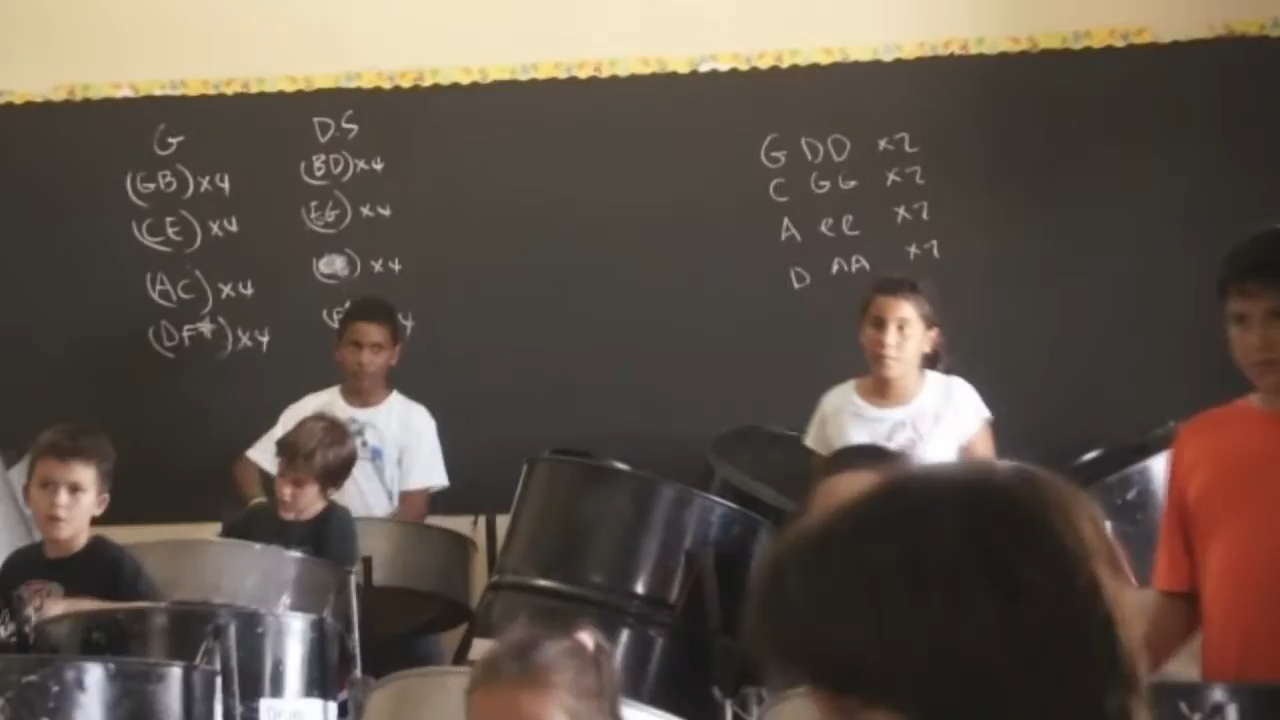 G
(GB)x4
(CE)x4
(AC)x4
(DF#)x4
D.S
(BD)x4
(EG)x4
x4
G DD x2
C GG x2
A ee x2
D AA x2